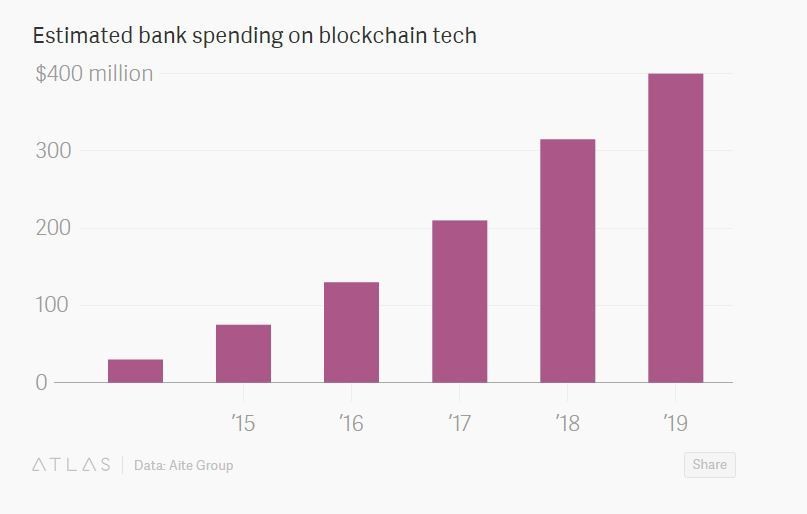 Estimated bank spending on blockchain tech
$400 million
300
200
100
0
’15
’16
’17
’18
’19
ATLAS
Data: Aite Group
Share